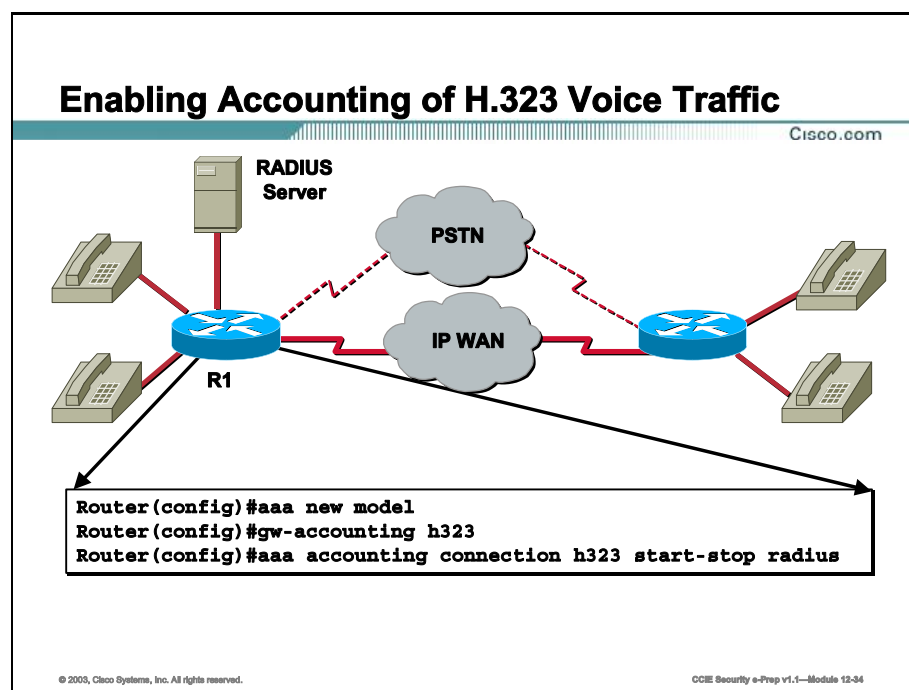 Enabling Accounting of H.323 Voice Traffic
Cisco.com
RADIUS
Server
PSTN
IP WAN
R1
Router(config)#aaa new model
Router(config)#gw-accounting h323
Router(config)#aaa accounting connection h323 start-stop radius
© 2003, Cisco Systems, Inc. All rights reserved.
CCIE Security e-Prep v1.1—Module 12-34